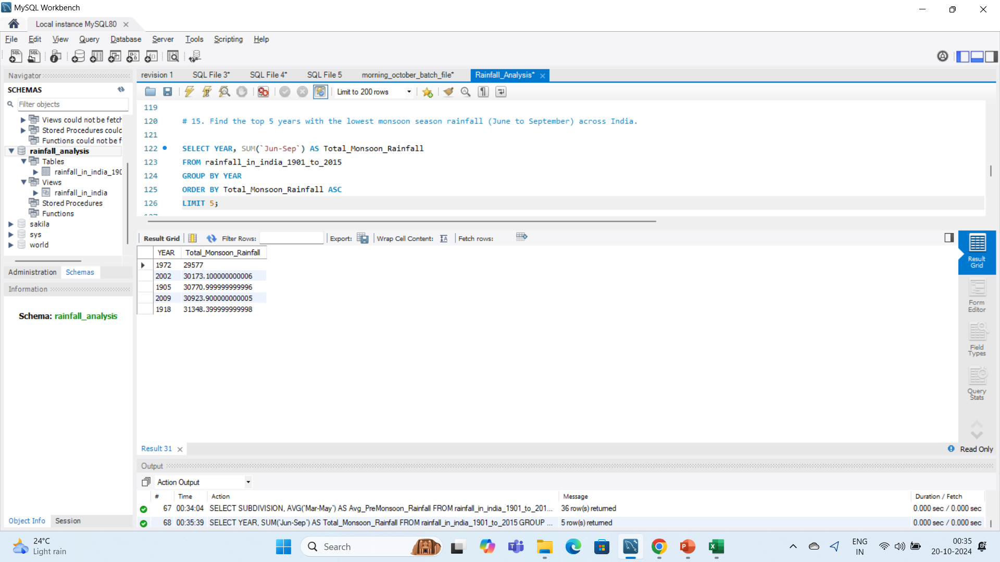 MySQL Workbench
Local instance MySQL80
File Edit View Query Database Server Tools Scripting Help
Navigator
SCHEMAS
Filter objects
Views could not be fetch
Stored Procedures could
Functions could not be f
rainfall_analysis
Tables
rainfall_in_india_190
Views
rainfall_in_india
Stored Procedures
Functions
sakila
sys
world
Administration Schemas
Information
Schema: rainfall_analysis
Object Info Session
revision 1 SQL File 3* SQL File 4* SQL File 5 morning_october_batch_file* Rainfall_Analysis*
Limit to 200 rows
119
120 # 15. Find the top 5 years with the lowest monsoon season rainfall (June to September) across India.
121
122 SELECT YEAR, SUM(`Jun-Sep`) AS Total_Monsoon_Rainfall
123 FROM rainfall_in_india_1901_to_2015
124 GROUP BY YEAR
125 ORDER BY Total_Monsoon_Rainfall ASC
126 LIMIT 5;
127
Result Grid Filter Rows: Export: Wrap Cell Content: Fetch rows:
YEAR Total_Monsoon_Rainfall
1972 29577
2002 30173.100000000006
1905 30770.999999999996
2009 30923.900000000005
1918 31348.399999999998
Result Grid
Form Editor
Field Types
Query Stats
Result 31
Read Only
Output
Action Output
# Time Action Message Duration / Fetch
67 00:34:04 SELECT SUBDIVISION, AVG(`Mar-May`) AS Avg_PreMonsoon_Rainfall FROM rainfall_in_india_1901_to_201... 36 row(s) returned 0.000 sec / 0.000 sec
68 00:35:39 SELECT YEAR, SUM(`Jun-Sep`) AS Total_Monsoon_Rainfall FROM rainfall_in_india_1901_to_2015 GROUP ... 5 row(s) returned 0.000 sec / 0.000 sec
24°C
Light rain
Search
ENG
IN
00:35
20-10-2024